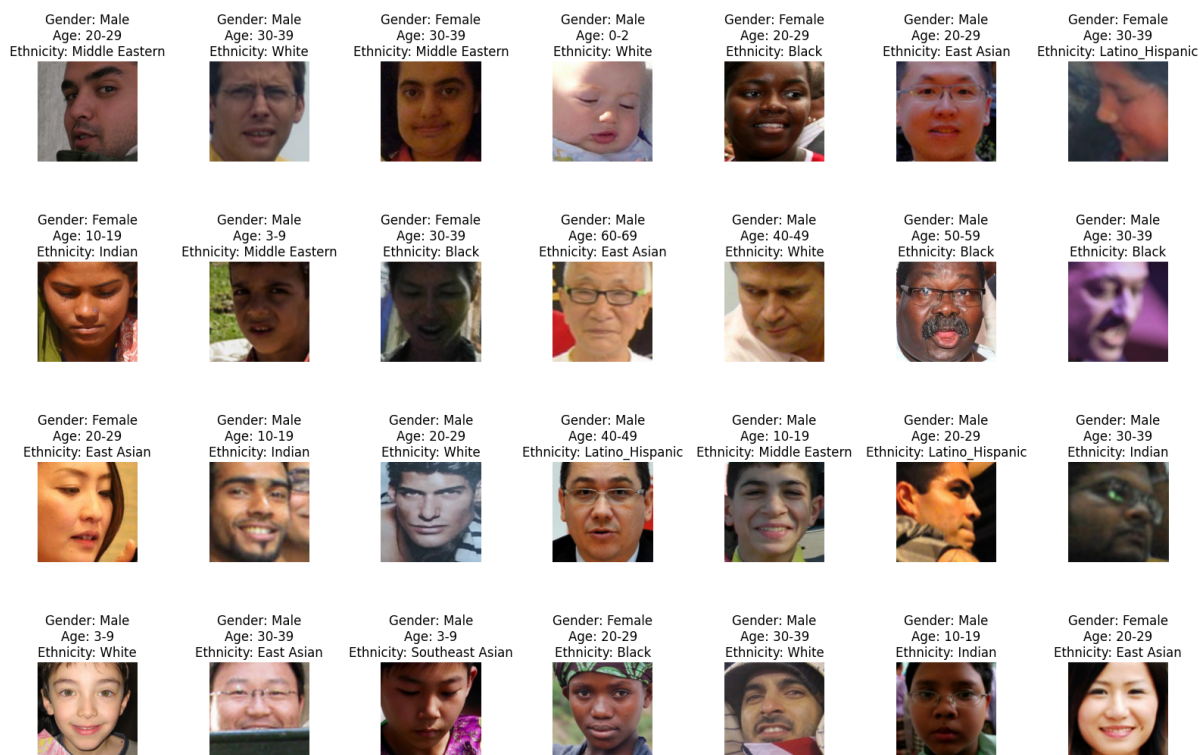 Gender: Male
Age: 20-29
Ethnicity: Middle Eastern
Gender: Male
Age: 30-39
Ethnicity: White
Gender: Female
Age: 30-39
Ethnicity: Middle Eastern
Gender: Male
Age: 0-2
Ethnicity: White
Gender: Female
Age: 20-29
Ethnicity: Black
Gender: Male
Age: 20-29
Ethnicity: East Asian
Gender: Female
Age: 30-39
Ethnicity: Latino_Hispanic
Gender: Female
Age: 10-19
Ethnicity: Indian
Gender: Male
Age: 3-9
Ethnicity: Middle Eastern
Gender: Female
Age: 30-39
Ethnicity: Black
Gender: Male
Age: 60-69
Ethnicity: East Asian
Gender: Male
Age: 40-49
Ethnicity: White
Gender: Male
Age: 50-59
Ethnicity: Black
Gender: Male
Age: 30-39
Ethnicity: Black
Gender: Female
Age: 20-29
Ethnicity: East Asian
Gender: Male
Age: 10-19
Ethnicity: Indian
Gender: Male
Age: 20-29
Ethnicity: White
Gender: Male
Age: 40-49
Ethnicity: Latino_Hispanic
Gender: Male
Age: 10-19
Ethnicity: Middle Eastern
Gender: Male
Age: 20-29
Ethnicity: Latino_Hispanic
Gender: Male
Age: 30-39
Ethnicity: Indian
Gender: Male
Age: 3-9
Ethnicity: White
Gender: Male
Age: 30-39
Ethnicity: East Asian
Gender: Male
Age: 3-9
Ethnicity: Southeast Asian
Gender: Female
Age: 20-29
Ethnicity: Black
Gender: Male
Age: 30-39
Ethnicity: White
Gender: Male
Age: 10-19
Ethnicity: Indian
Gender: Female
Age: 20-29
Ethnicity: East Asian